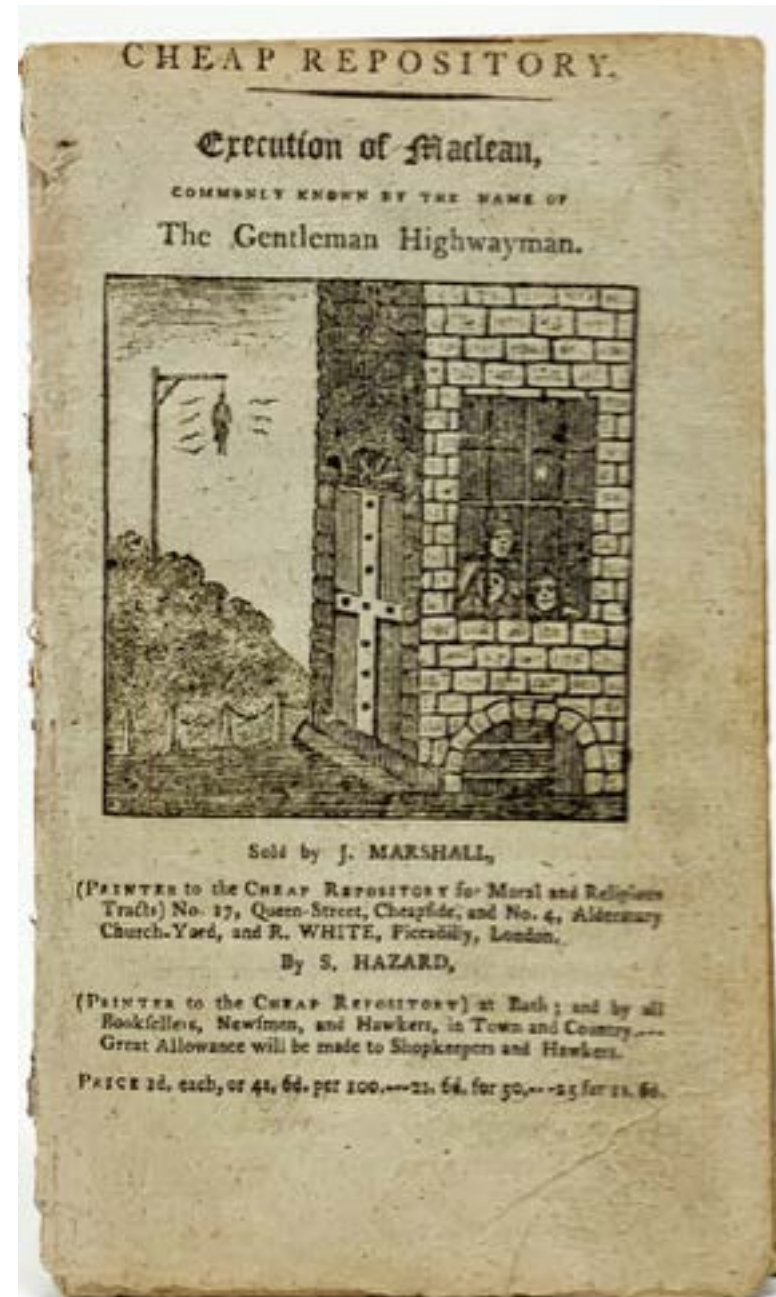 CHEAP REPOSITORY.
Execution of Maclean,
COMMONLY KNOWN BY THE NAME OF
The Gentleman Highwayman.
Sold by J. MARSHALL,
(PRINTER to the CHEAP REPOSITORY for Moral and Religious
Tracts) No. 17, Queen-Street, Cheapſide, and No. 4, Aldermary
Church-Yard, and R. WHITE, Piccadilly, London.
By S. HAZARD,
(PRINTER to the CHEAP REPOSITORY) at Bath; and by all
Bookſellers, Newſmen, and Hawkers, in Town and Country.---
Great Allowance will be made to Shopkeepers and Hawkers.
PRICE 1d. each, or 4s. 6d. per 100.---2s. 6d. for 50.---25 for 1s. 6d.